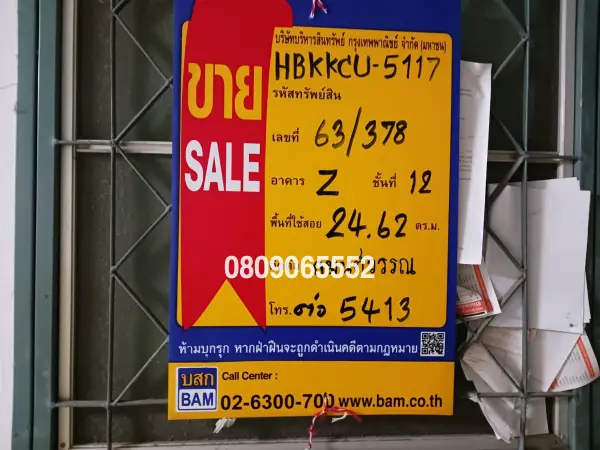 บริษัทบริหารสินทรัพย์ กรุงเทพพาณิชย์ จำกัด (มหาชน)
ขาย
SALE
HBKKCU-5117
รหัสทรัพย์สิน
เลขที่ 63/378
อาคาร Z ชั้นที่ 12
พื้นที่ใช้สอย 24.62 ตร.ม.
0809065552
โทร. ต่อ 5413
ห้ามบุกรุก หากฝ่าฝืนจะถูกดำเนินคดีตามกฎหมาย
บสก
BAM
Call Center :
02-6300-700 www.bam.co.th